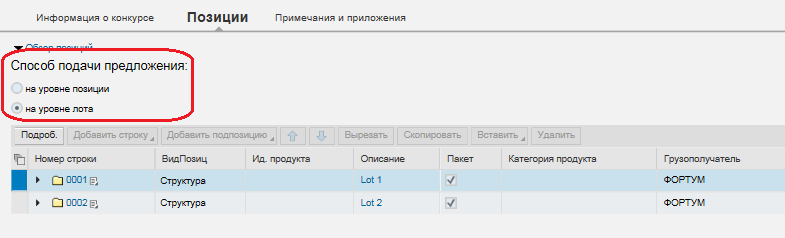 Информация о конкурсе Позиции Примечания и приложения
Обзор позиций
Способ подачи предложения:
на уровне позиции
на уровне лота
Подроб. Добавить строку Добавить подпозицию Вырезать Скопировать Вставить Удалить
Номер строки ВидПозиц Ид. продукта Описание Пакет Категория продукта Грузополучатель
0001 Структура Lot 1 ФОРТУМ
0002 Структура Lot 2 ФОРТУМ